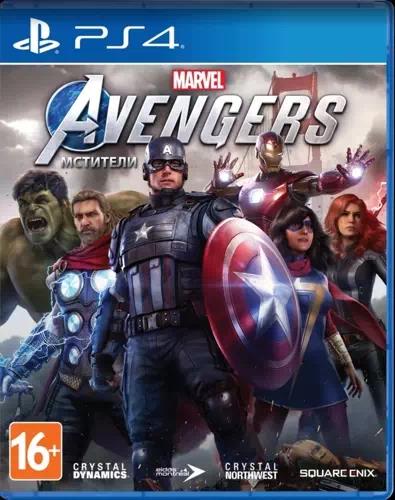 PS4
MARVEL
AVENGERS
МСТИТЕЛИ
A
16+
CRYSTAL DYNAMICS
eidos montréal
CRYSTAL NORTHWEST
SQUARE ENIX